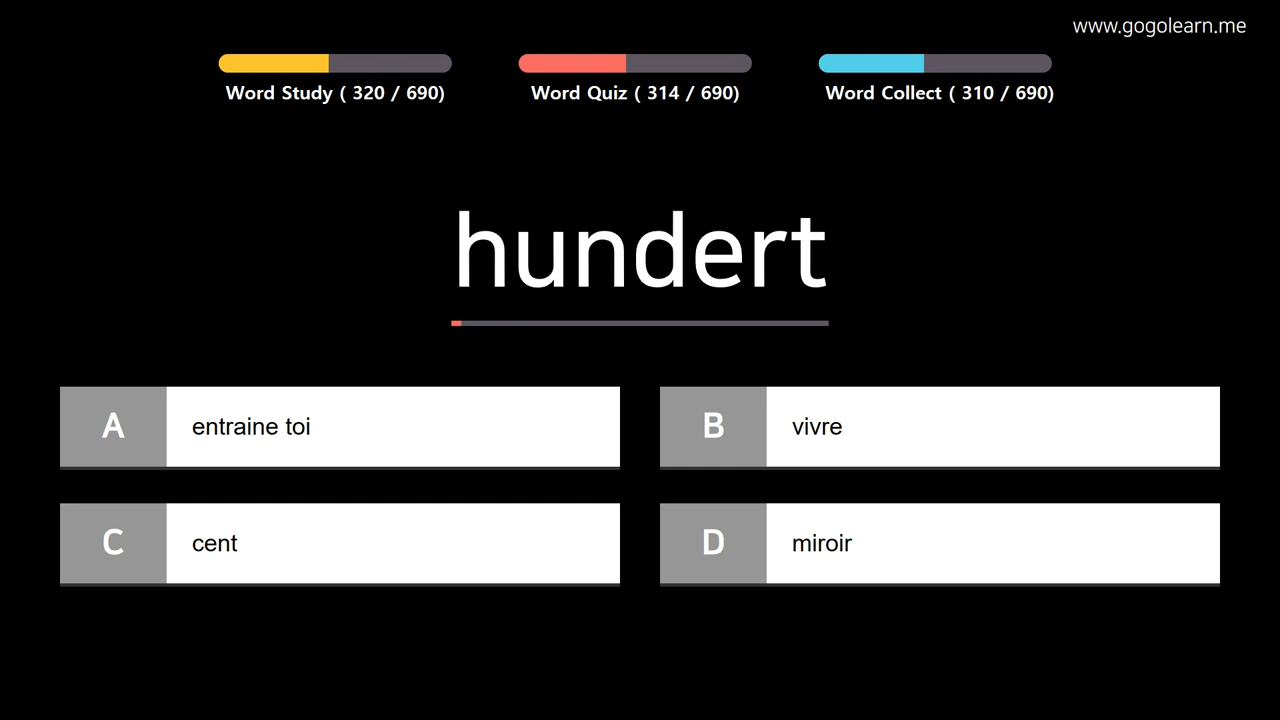 www.gogolearn.me
Word Study ( 320 / 690)
Word Quiz ( 314 / 690)
Word Collect ( 310 / 690)
hundert
A entraine toi
B vivre
C cent
D miroir